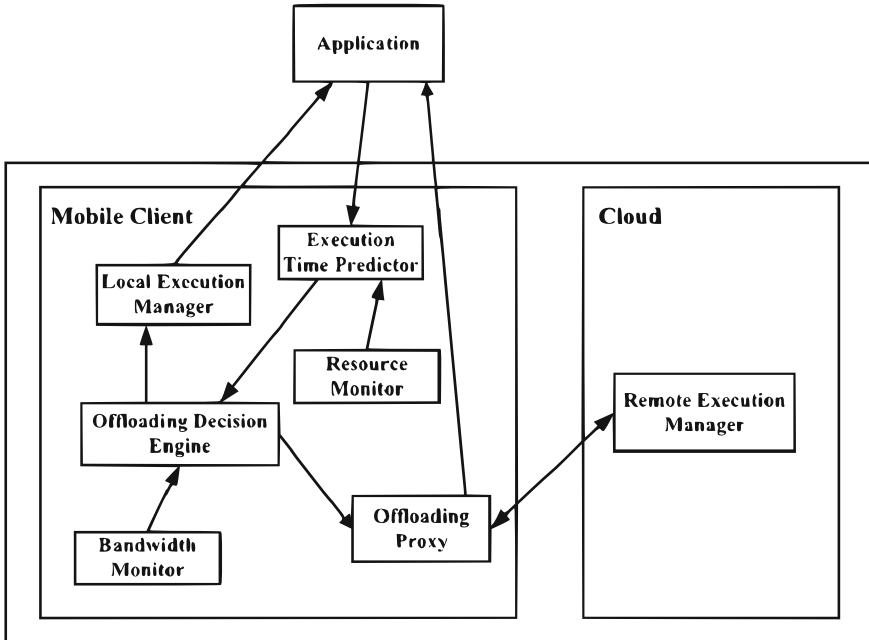 Application
Mobile Client
Cloud
Execution
Time Predictor
Local Execution
Manager
Resource
Monitor
Remote Execution
Manager
Offloading Decision
Engine
Offloading
Proxy
Bandwidth
Monitor